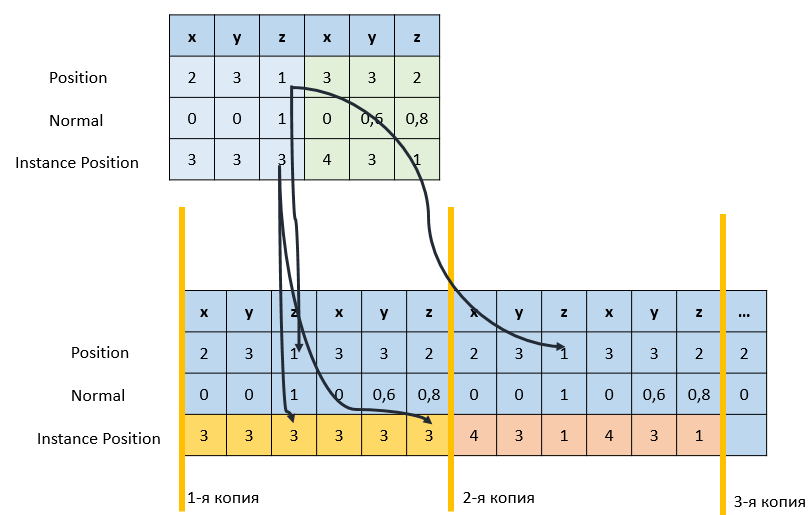 x y z x y z
Position 2 3 1 3 3 2
Normal 0 0 1 0 0,6 0,8
Instance Position 3 3 3 4 3 1
x y z x y z x y z x y z ...
Position 2 3 1 3 3 2 2 3 1 3 3 2 2
Normal 0 0 1 0 0,6 0,8 0 0 1 0 0,6 0,8 0
Instance Position 3 3 3 3 3 3 4 3 1 4 3 1
1-я копия 2-я копия 3-я копия